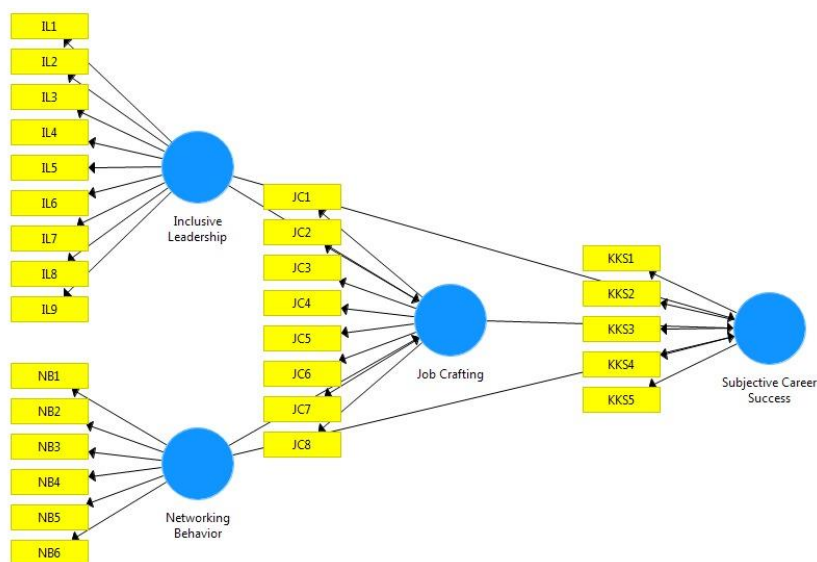 IL1
IL2
IL3
IL4
IL5
IL6
IL7
IL8
IL9
Inclusive
Leadership
NB1
NB2
NB3
NB4
NB5
NB6
Networking
Behavior
JC1
JC2
JC3
JC4
JC5
JC6
JC7
JC8
Job Crafting
KKS1
KKS2
KKS3
KKS4
KKS5
Subjective Career
Success